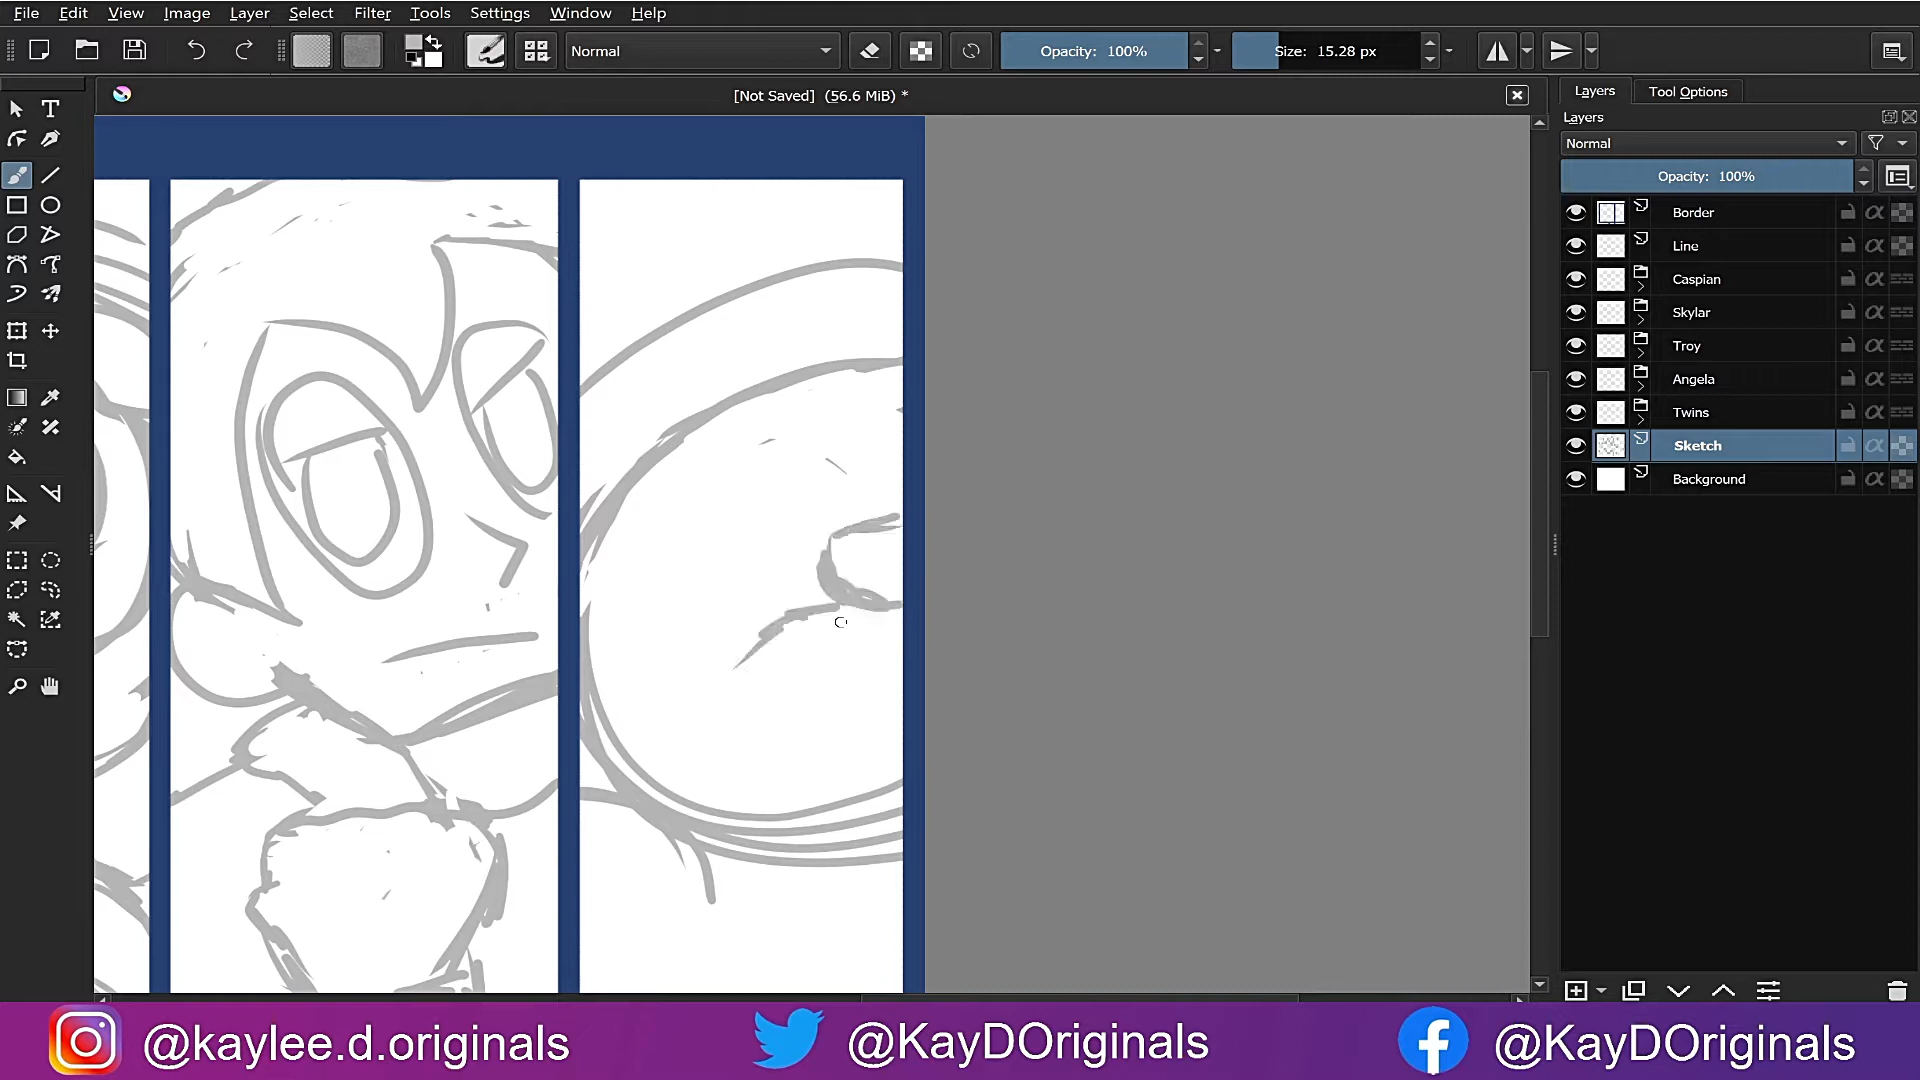 File Edit View Image Layer Select Filter Tools Settings Window Help
Normal Opacity: 100% Size: 15.28 px
[Not Saved] (56.6 MiB) *
Layers Tool Options
Layers
Normal
Opacity: 100%
Border
Line
Caspian
Skylar
Troy
Angela
Twins
Sketch
Background
@kaylee.d.originals @KayDOriginals @KayDOriginals